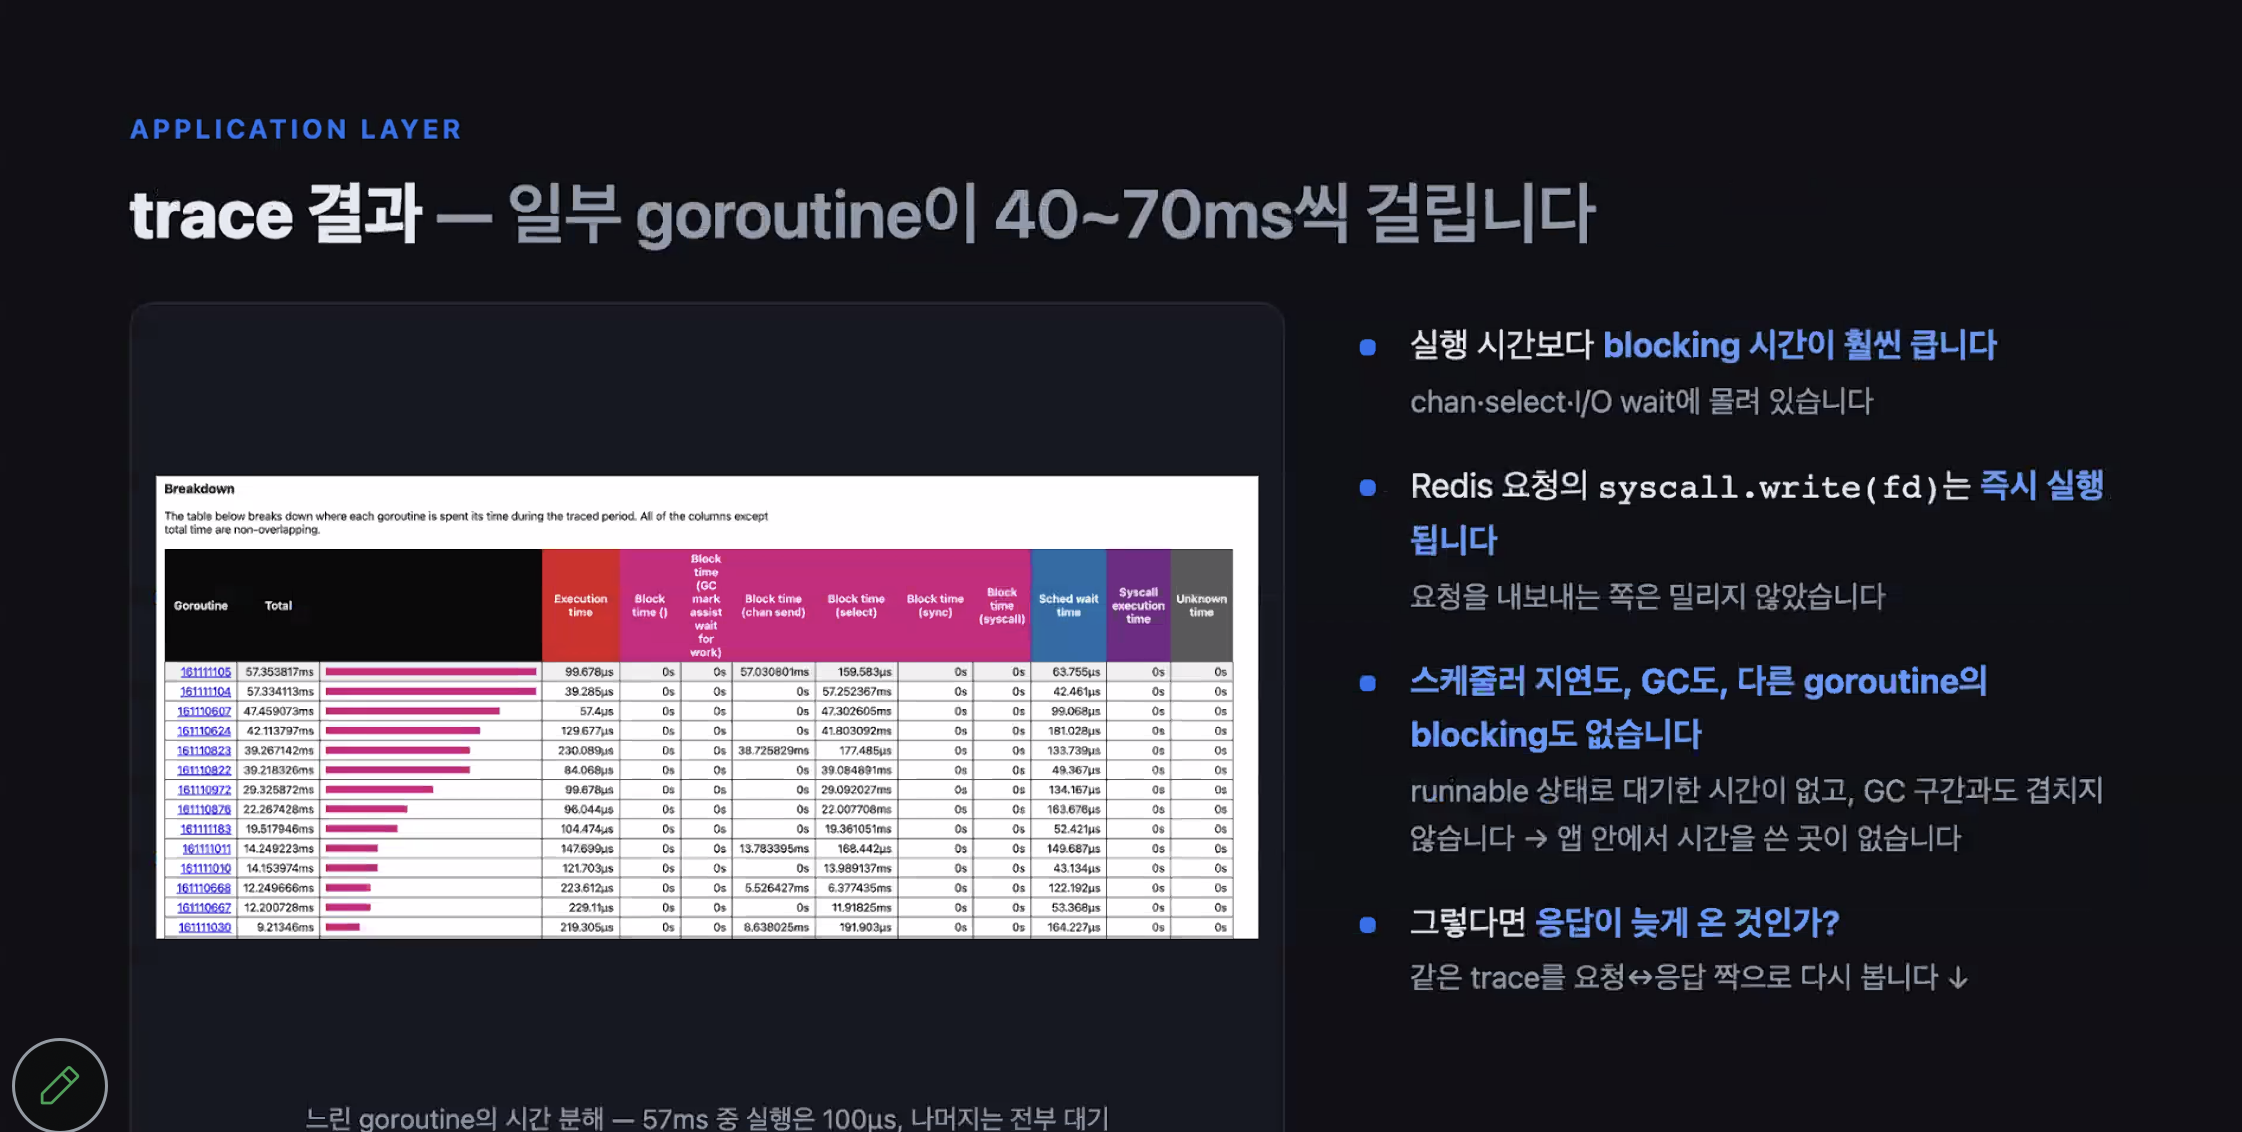 APPLICATION LAYER
trace 결과 — 일부 goroutine이 40~70ms씩 걸립니다
Breakdown
The table below breaks down where each goroutine is spent its time during the traced period. All of the columns except
total time are non-overlapping.
Goroutine Total Execution time Block time () Block time (GC mark assist wait for work) Block time (chan send) Block time (select) Block time (sync) Block time (syscall) Sched wait time Syscall execution time Unknown time
161111105 57.353817ms 99.678µs 0s 0s 57.030801ms 159.583µs 0s 0s 63.755µs 0s 0s
161111104 57.334113ms 39.285µs 0s 0s 0s 57.252367ms 0s 0s 42.461µs 0s 0s
161110607 47.459073ms 57.4µs 0s 0s 0s 47.302605ms 0s 0s 99.068µs 0s 0s
161110624 42.113797ms 129.677µs 0s 0s 0s 41.803092ms 0s 0s 181.028µs 0s 0s
161110823 39.267142ms 230.089µs 0s 0s 38.725829ms 177.485µs 0s 0s 133.739µs 0s 0s
161110822 39.218326ms 84.068µs 0s 0s 0s 39.084891ms 0s 0s 49.367µs 0s 0s
161110972 29.325872ms 99.678µs 0s 0s 0s 29.092027ms 0s 0s 134.167µs 0s 0s
161110876 22.267428ms 96.044µs 0s 0s 0s 22.007708ms 0s 0s 163.676µs 0s 0s
161111183 19.517946ms 104.474µs 0s 0s 0s 19.361051ms 0s 0s 52.421µs 0s 0s
161111011 14.249223ms 147.699µs 0s 0s 13.783395ms 168.442µs 0s 0s 149.687µs 0s 0s
161111010 14.153974ms 121.703µs 0s 0s 0s 13.989137ms 0s 0s 43.134µs 0s 0s
161110668 12.249666ms 223.612µs 0s 0s 5.526427ms 6.377435ms 0s 0s 122.192µs 0s 0s
161110667 12.200728ms 229.11µs 0s 0s 0s 11.91825ms 0s 0s 53.368µs 0s 0s
161111030 9.21346ms 219.305µs 0s 0s 8.638025ms 191.903µs 0s 0s 164.227µs 0s 0s
느린 goroutine의 시간 분해 — 57ms 중 실행은 100µs, 나머지는 전부 대기
실행 시간보다 blocking 시간이 훨씬 큽니다
chan·select·I/O wait에 몰려 있습니다
Redis 요청의 syscall.write(fd)는 즉시 실행
됩니다
요청을 내보내는 쪽은 밀리지 않았습니다
스케줄러 지연도, GC도, 다른 goroutine의
blocking도 없습니다
runnable 상태로 대기한 시간이 없고, GC 구간과도 겹치지
않습니다 → 앱 안에서 시간을 쓴 곳이 없습니다
그렇다면 응답이 늦게 온 것인가?
같은 trace를 요청↔응답 짝으로 다시 봅니다 ↓